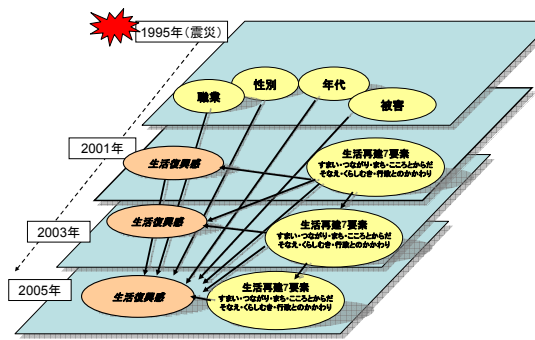 1995年(震災)
職業
性別
年代
被害
2001年
生活復興感
生活再建7要素
すまい・つながり・まち・こころとからだ
そなえ・くらしむき・行政とのかかわり
2003年
生活復興感
生活再建7要素
すまい・つながり・まち・こころとからだ
そなえ・くらしむき・行政とのかかわり
2005年
生活復興感
生活再建7要素
すまい・つながり・まち・こころとからだ
そなえ・くらしむき・行政とのかかわり